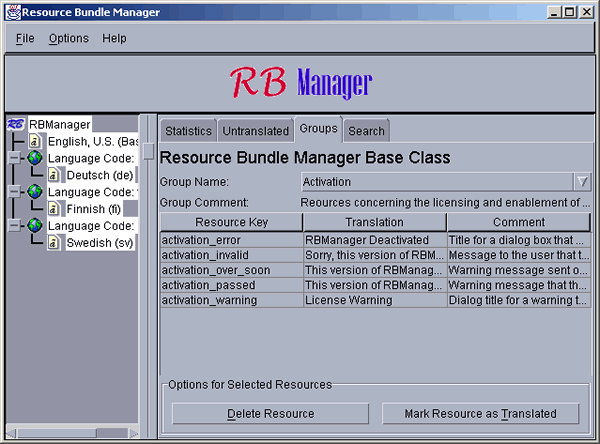 Resource Bundle Manager
File Options Help
RB Manager
RBManager
English, U.S. (Bas
Language Code:
Deutsch (de)
Language Code:
Finnish (fi)
Language Code:
Swedish (sv)
Statistics Untranslated Groups Search
Resource Bundle Manager Base Class
Group Name: Activation
Group Comment: Reources concerning the licensing and enablement of ...
Resource Key Translation Comment
activation_error RBManager Deactivated Title for a dialog box that ...
activation_invalid Sorry, this version of RBM... Message to the user that t...
activation_over_soon This version of RBManag... Warning message sent o...
activation_passed This version of RBManag... Warning message that th...
activation_warning License Warning Dialog title for a warning t...
Options for Selected Resources
Delete Resource Mark Resource as Translated